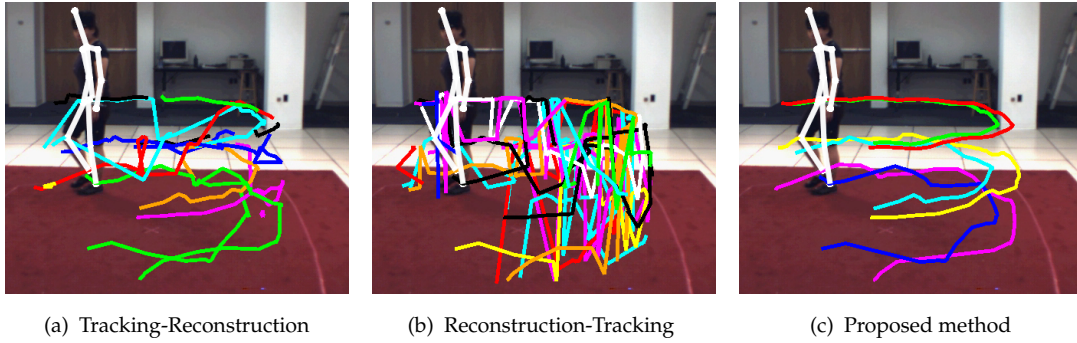 (a) Tracking-Reconstruction
(b) Reconstruction-Tracking
(c) Proposed method